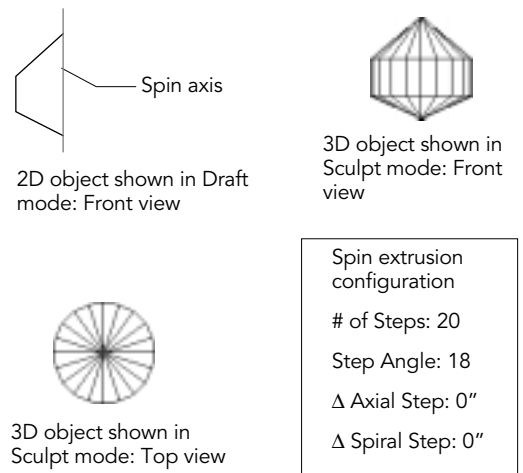 Spin axis
2D object shown in Draft
mode: Front view
3D object shown in
Sculpt mode: Front
view
3D object shown in
Sculpt mode: Top view
Spin extrusion
configuration
# of Steps: 20
Step Angle: 18
Δ Axial Step: 0″
Δ Spiral Step: 0″